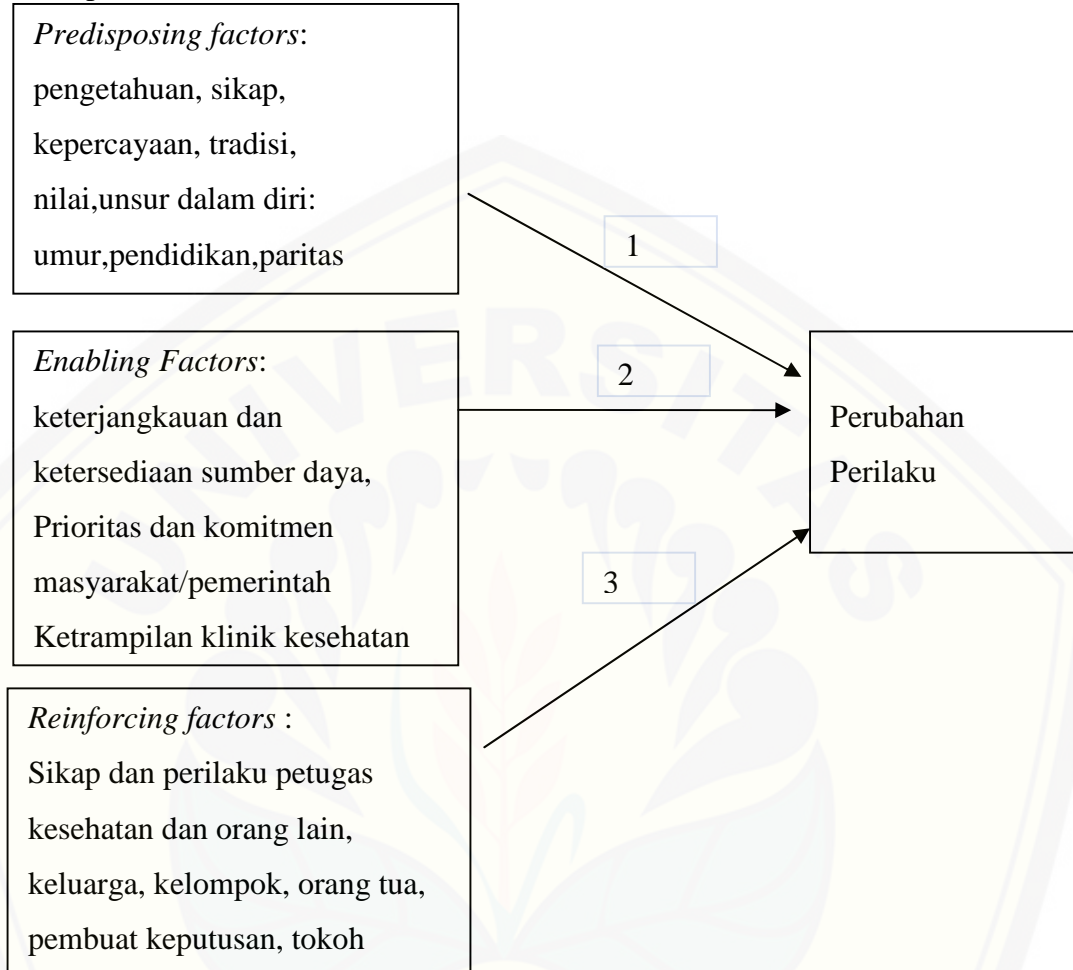 Predisposing factors:
pengetahuan, sikap,
kepercayaan, tradisi,
nilai,unsur dalam diri:
umur,pendidikan,paritas
1
Enabling Factors:
keterjangkauan dan
ketersediaan sumber daya,
Prioritas dan komitmen
masyarakat/pemerintah
Ketrampilan klinik kesehatan
2
Perubahan
Perilaku
3
Reinforcing factors :
Sikap dan perilaku petugas
kesehatan dan orang lain,
keluarga, kelompok, orang tua,
pembuat keputusan, tokoh
UNIVERSITAS